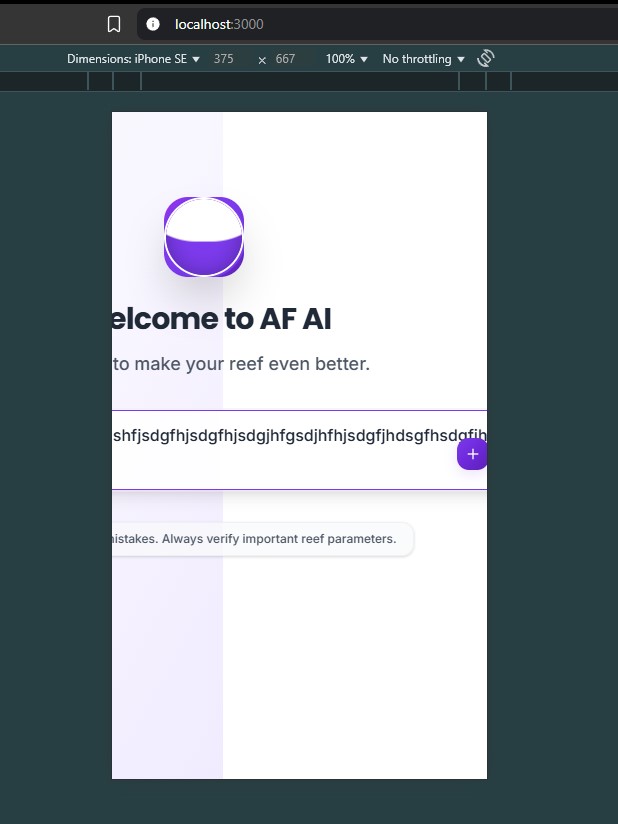 localhost:3000
Dimensions: iPhone SE 375 × 667 100% No throttling
elcome to AF AI
to make your reef even better.
shfjsdgfhjsdgfhjsdgjhfgsdjhfhjsdgfjhdsgfhsdgfjh
istakes. Always verify important reef parameters.